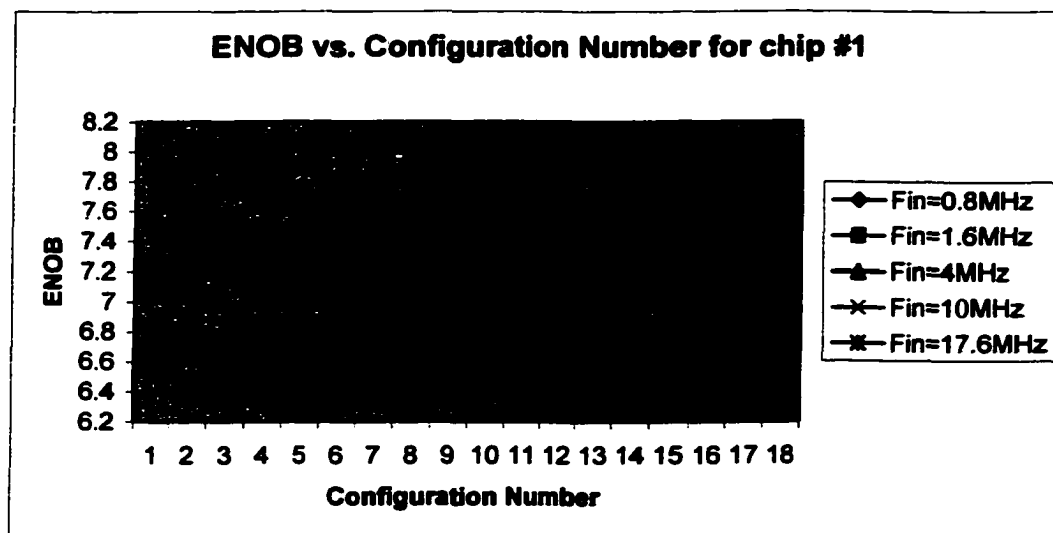 ENOB vs. Configuration Number for chip #1
8.2
8
7.8
7.6
7.4
7.2
7
6.8
6.6
6.4
6.2
ENOB
1 2 3 4 5 6 7 8 9 10 11 12 13 14 15 16 17 18
Configuration Number
Fin=0.8MHz
Fin=1.6MHz
Fin=4MHz
Fin=10MHz
Fin=17.6MHz